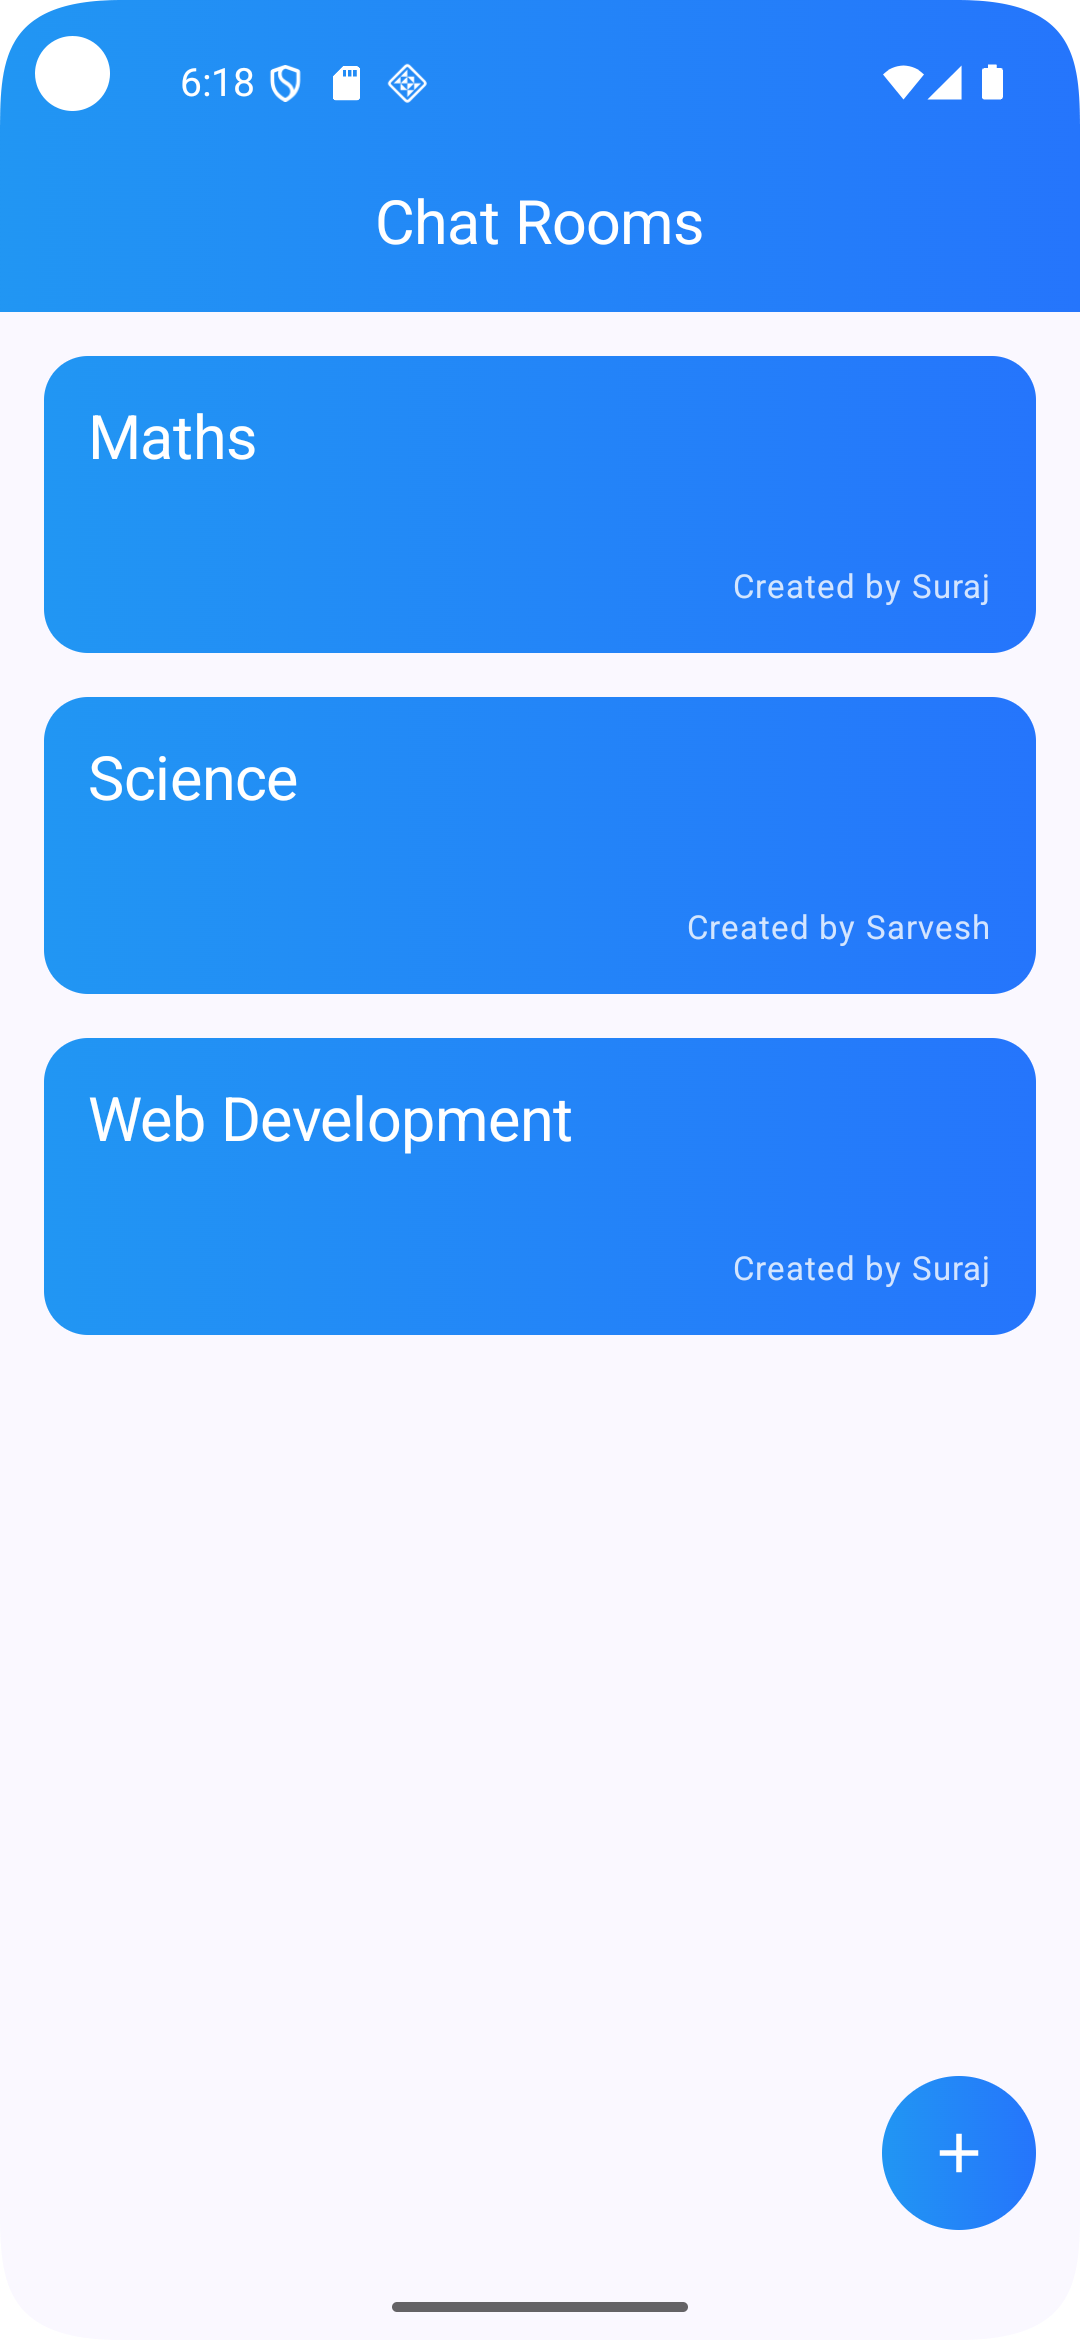 6:18
Chat Rooms
Maths
Created by Suraj
Science
Created by Sarvesh
Web Development
Created by Suraj